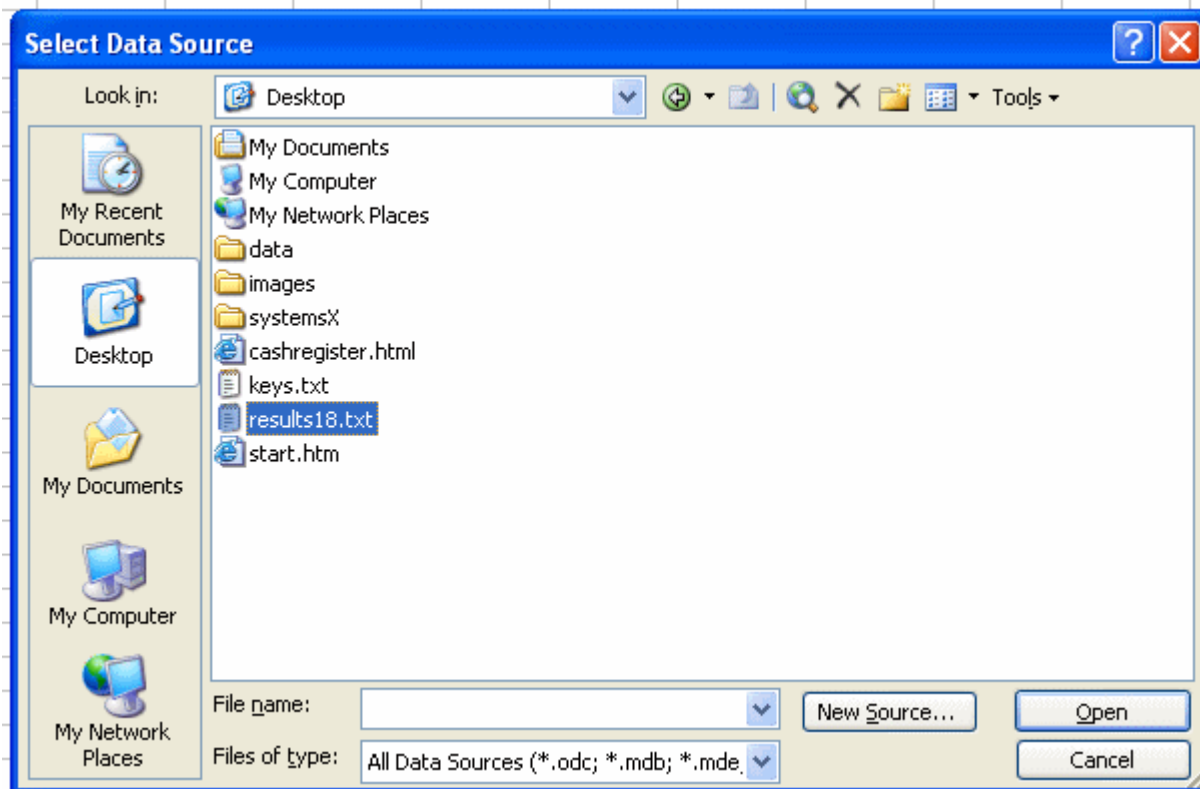 Select Data Source
Look in:
Desktop
Tools
My Recent
Documents
Desktop
My Documents
My Computer
My Network
Places
My Documents
My Computer
My Network Places
data
images
systemsX
cashregister.html
keys.txt
results18.txt
start.htm
File name:
New Source...
Open
Files of type:
All Data Sources (*.odc; *.mdb; *.mde,
Cancel